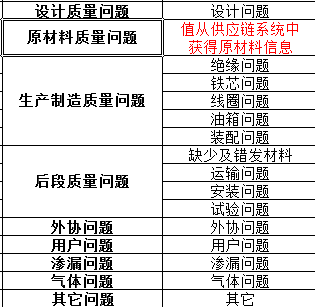 设计质量问题 设计问题
原材料质量问题 值从供应链系统中
获得原材料信息
生产制造质量问题 绝缘问题
铁芯问题
线圈问题
油箱问题
装配问题
后段质量问题 缺少及错发材料
运输问题
安装问题
试验问题
外协问题 外协问题
用户问题 用户问题
渗漏问题 渗漏问题
气体问题 气体问题
其它问题 其它